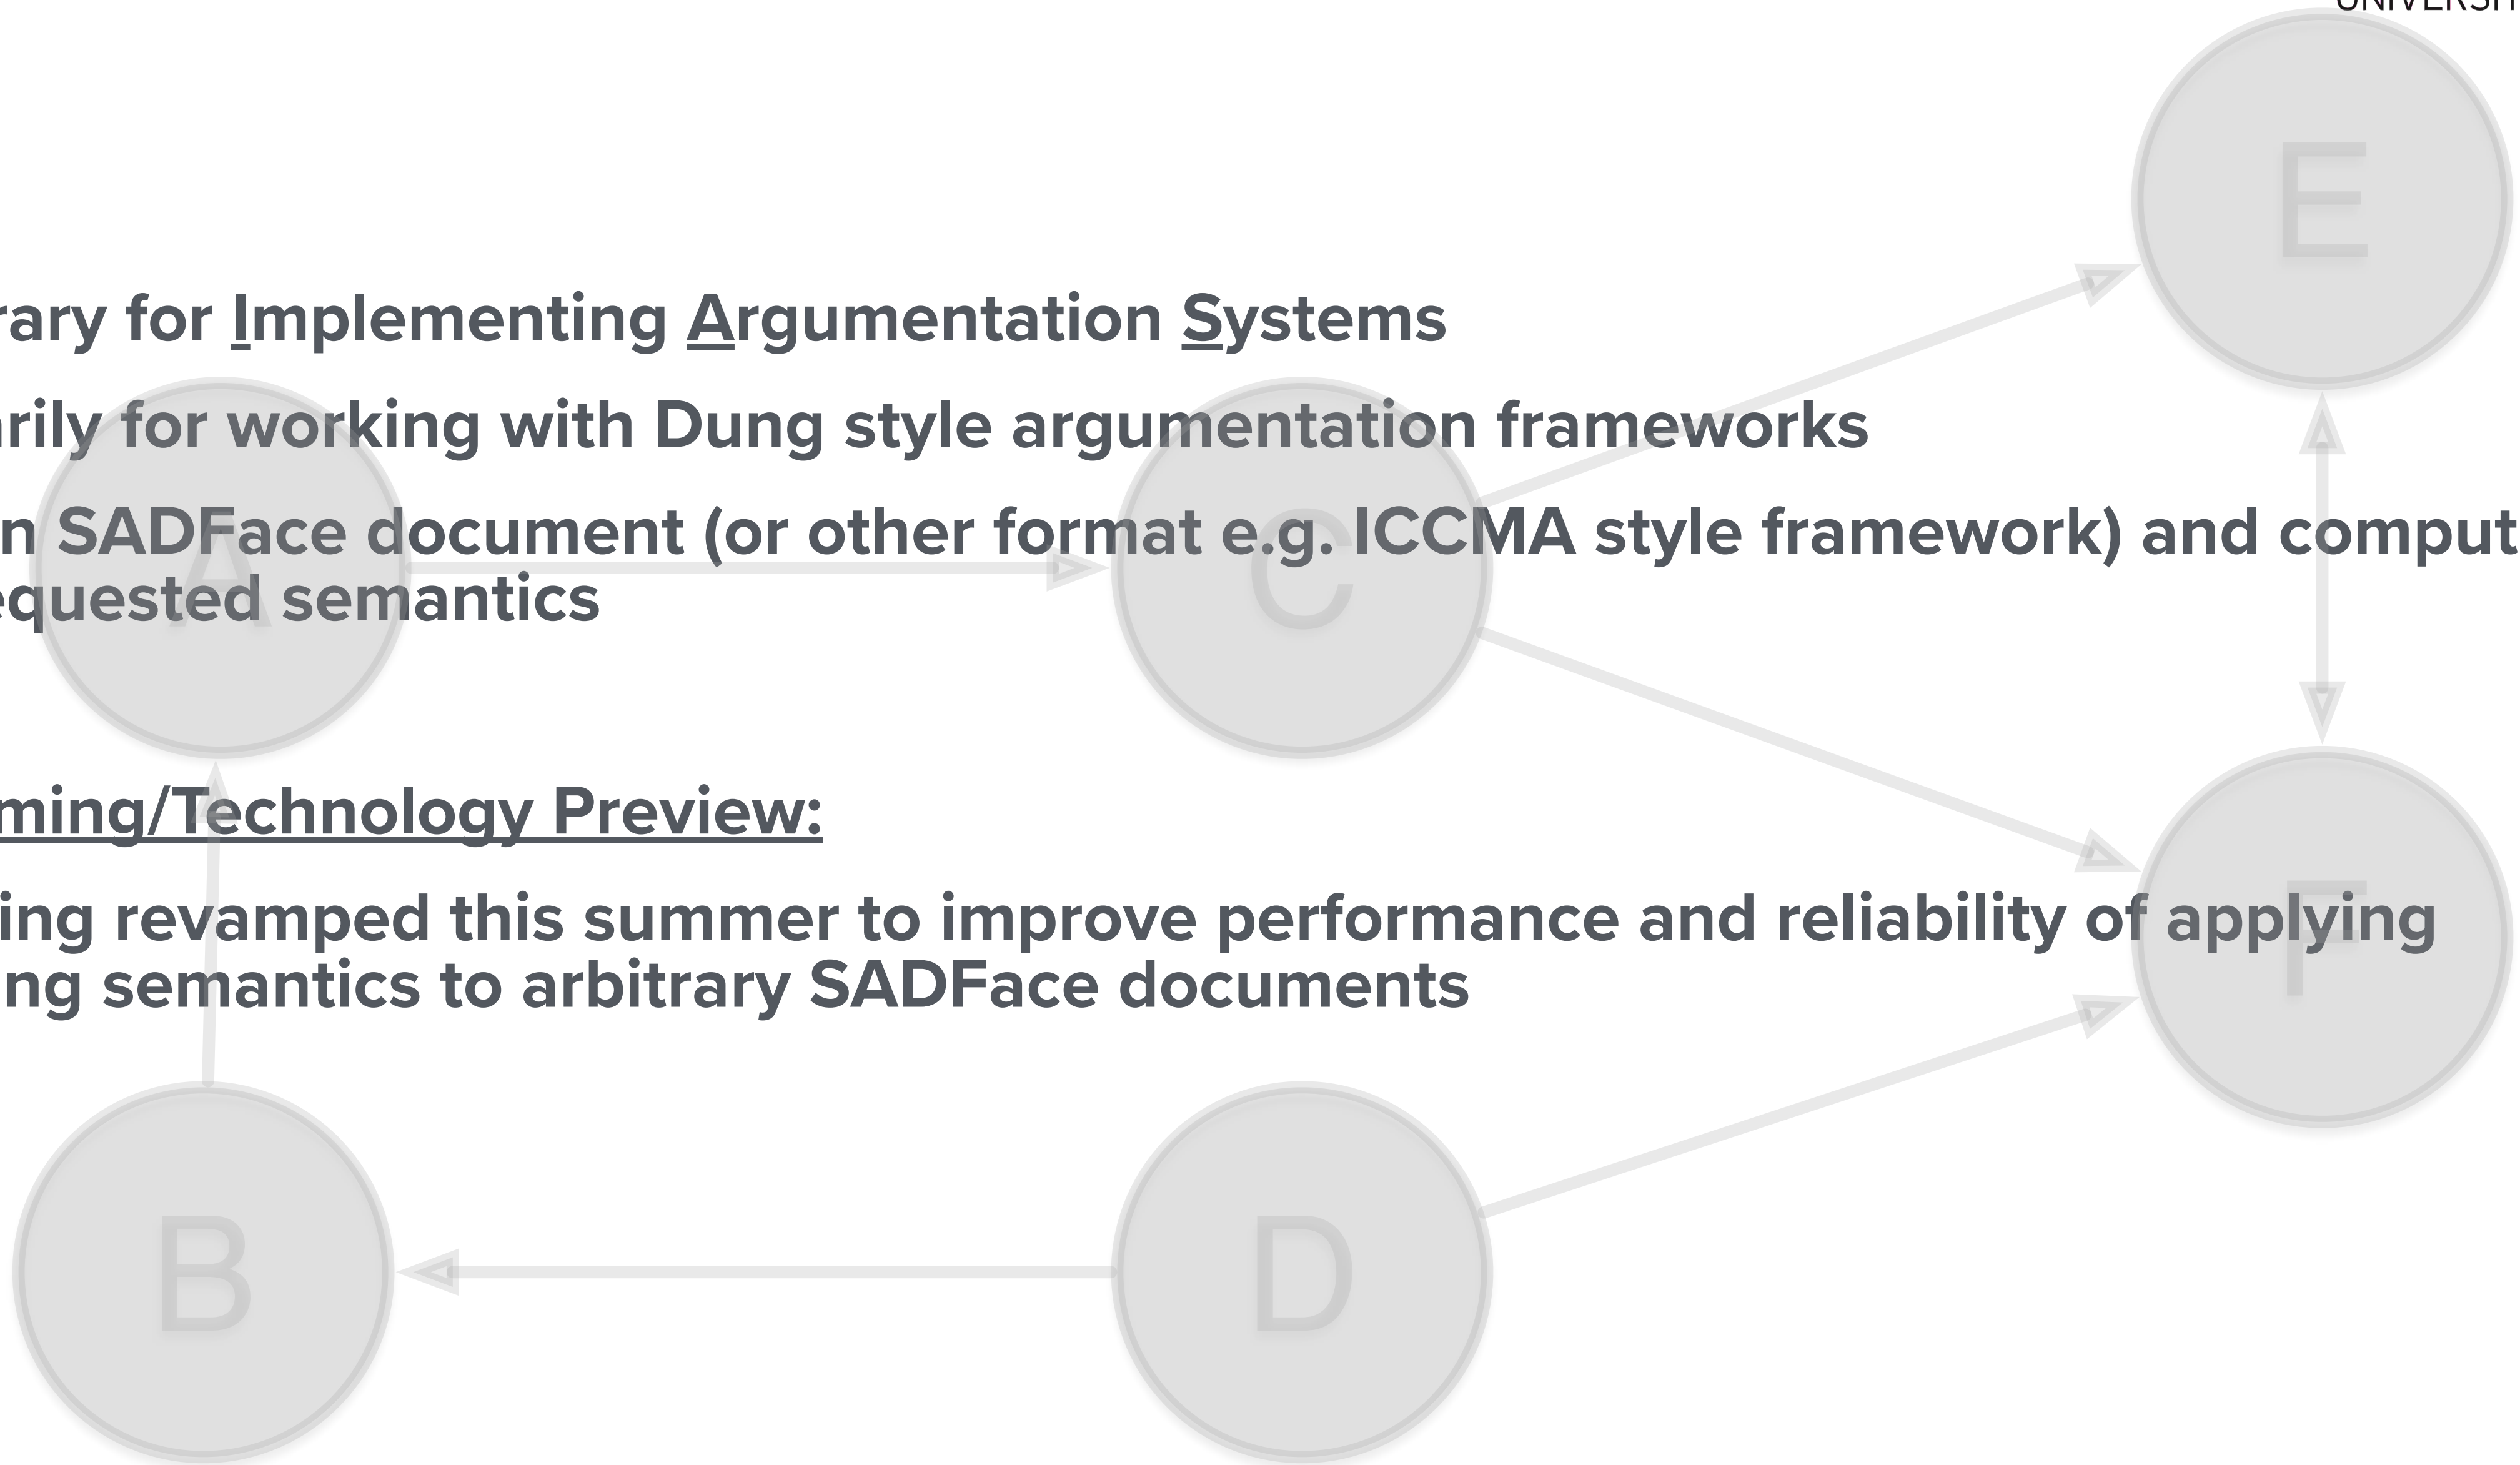 UNIVERSIT
E
rary for Implementing Argumentation Systems
arily for working with Dung style argumentation frameworks
n SADFace document (or other format e.g. ICCMA style framework) and comput
equested semantics
A
C
ming/Technology Preview:
ing revamped this summer to improve performance and reliability of applying
ng semantics to arbitrary SADFace documents
F
B
D